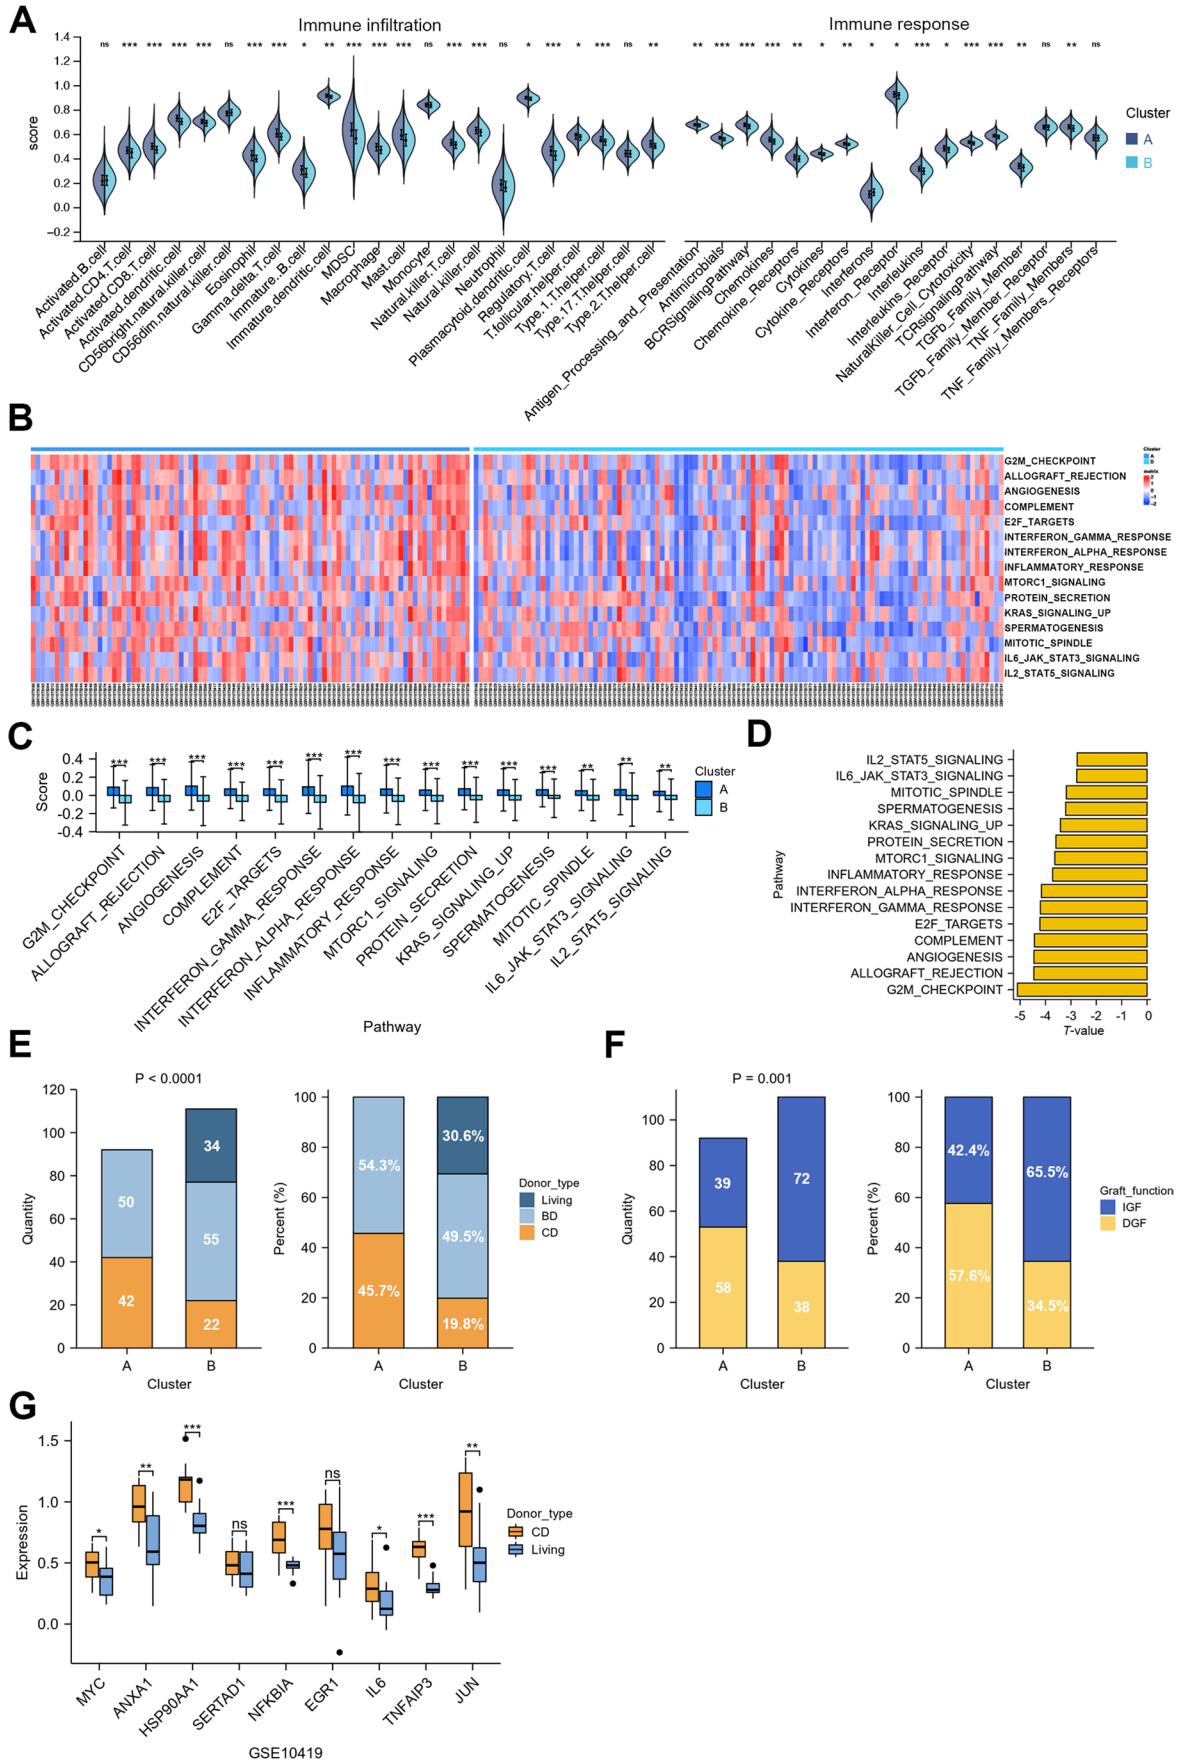 A
Immune infiltration
Immune response
ns *** *** *** *** ns *** *** * ** *** *** *** ns *** *** ns * *** * *** ns **
** *** *** *** ** * ** * * *** * *** *** ** ns ** ns
score
1.4
1.2
1.0
0.8
0.6
0.4
0.2
0.0
−0.2
Cluster
A
B
Activated.B.cell
Activated.CD4.T.cell
Activated.CD8.T.cell
Activated.dendritic.cell
CD56bright.natural.killer.cell
CD56dim.natural.killer.cell
Eosinophil
Gamma.delta.T.cell
Immature.B.cell
Immature.dendritic.cell
MDSC
Macrophage
Mast.cell
Monocyte
Natural.killer.T.cell
Natural.killer.cell
Neutrophil
Plasmacytoid.dendritic.cell
Regulatory.T.cell
T.follicular.helper.cell
Type.1.T.helper.cell
Type.17.T.helper.cell
Type.2.T.helper.cell
Antigen_Processing_and_Presentation
Antimicrobials
BCRSignalingPathway
Chemokines
Chemokine_Receptors
Cytokines
Cytokine_Receptors
Interferons
Interferon_Receptor
Interleukins
Interleukins_Receptor
NaturalKiller_Cell_Cytotoxicity
TCRSignalingPathway
TGFb_Family_Member
TGFb_Family_Member_Receptor
TNF_Family_Members
TNF_Family_Members_Receptors
B
G2M_CHECKPOINT
ALLOGRAFT_REJECTION
ANGIOGENESIS
COMPLEMENT
E2F_TARGETS
INTERFERON_GAMMA_RESPONSE
INTERFERON_ALPHA_RESPONSE
INFLAMMATORY_RESPONSE
MTORC1_SIGNALING
PROTEIN_SECRETION
KRAS_SIGNALING_UP
SPERMATOGENESIS
MITOTIC_SPINDLE
IL6_JAK_STAT3_SIGNALING
IL2_STAT5_SIGNALING
Cluster
A
B
matrix
2
1
0
−1
−2
C
Score
0.4
0.2
0.0
−0.2
−0.4
*** *** *** *** *** *** *** *** *** *** *** *** ** ** **
Cluster
A
B
G2M_CHECKPOINT
ALLOGRAFT_REJECTION
ANGIOGENESIS
COMPLEMENT
E2F_TARGETS
INTERFERON_GAMMA_RESPONSE
INTERFERON_ALPHA_RESPONSE
INFLAMMATORY_RESPONSE
MTORC1_SIGNALING
PROTEIN_SECRETION
KRAS_SIGNALING_UP
SPERMATOGENESIS
MITOTIC_SPINDLE
IL6_JAK_STAT3_SIGNALING
IL2_STAT5_SIGNALING
Pathway
D
Pathway
IL2_STAT5_SIGNALING
IL6_JAK_STAT3_SIGNALING
MITOTIC_SPINDLE
SPERMATOGENESIS
KRAS_SIGNALING_UP
PROTEIN_SECRETION
MTORC1_SIGNALING
INFLAMMATORY_RESPONSE
INTERFERON_ALPHA_RESPONSE
INTERFERON_GAMMA_RESPONSE
E2F_TARGETS
COMPLEMENT
ANGIOGENESIS
ALLOGRAFT_REJECTION
G2M_CHECKPOINT
-5 -4 -3 -2 -1 0
T-value
E
P < 0.0001
Quantity
120
100
80
60
40
20
0
50
42
34
55
22
A B
Cluster
Percent (%)
100
80
60
40
20
0
54.3%
45.7%
30.6%
49.5%
19.8%
A B
Cluster
Donor_type
Living
BD
CD
F
P = 0.001
Quantity
100
80
60
40
20
0
39
58
72
38
A B
Cluster
Percent (%)
100
80
60
40
20
0
42.4%
57.6%
65.5%
34.5%
A B
Cluster
Graft_function
IGF
DGF
G
Expression
1.5
1.0
0.5
0.0
* ** *** ns *** ns * *** **
Donor_type
CD
Living
MYC
ANXA1
HSP90AA1
SERTAD1
NFKBIA
EGR1
IL6
TNFAIP3
JUN
GSE10419